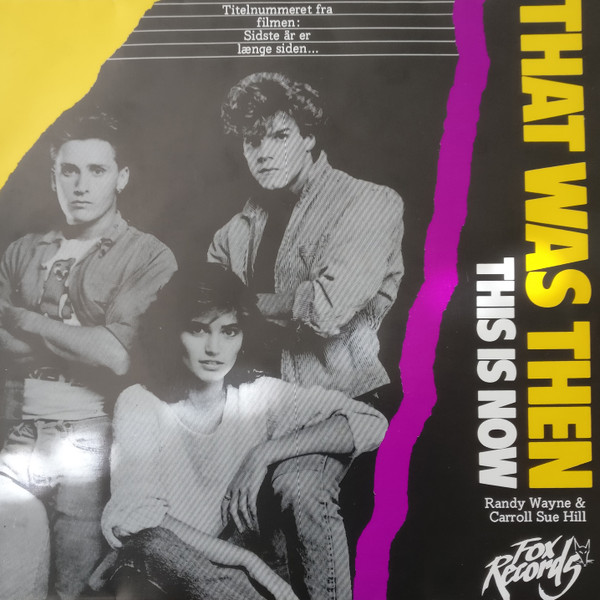 Titelnummeret fra
filmen:
Sidste år er
længe siden...
THAT WAS THEN
THIS IS NOW
Randy Wayne &
Carroll Sue Hill
Fox
Records